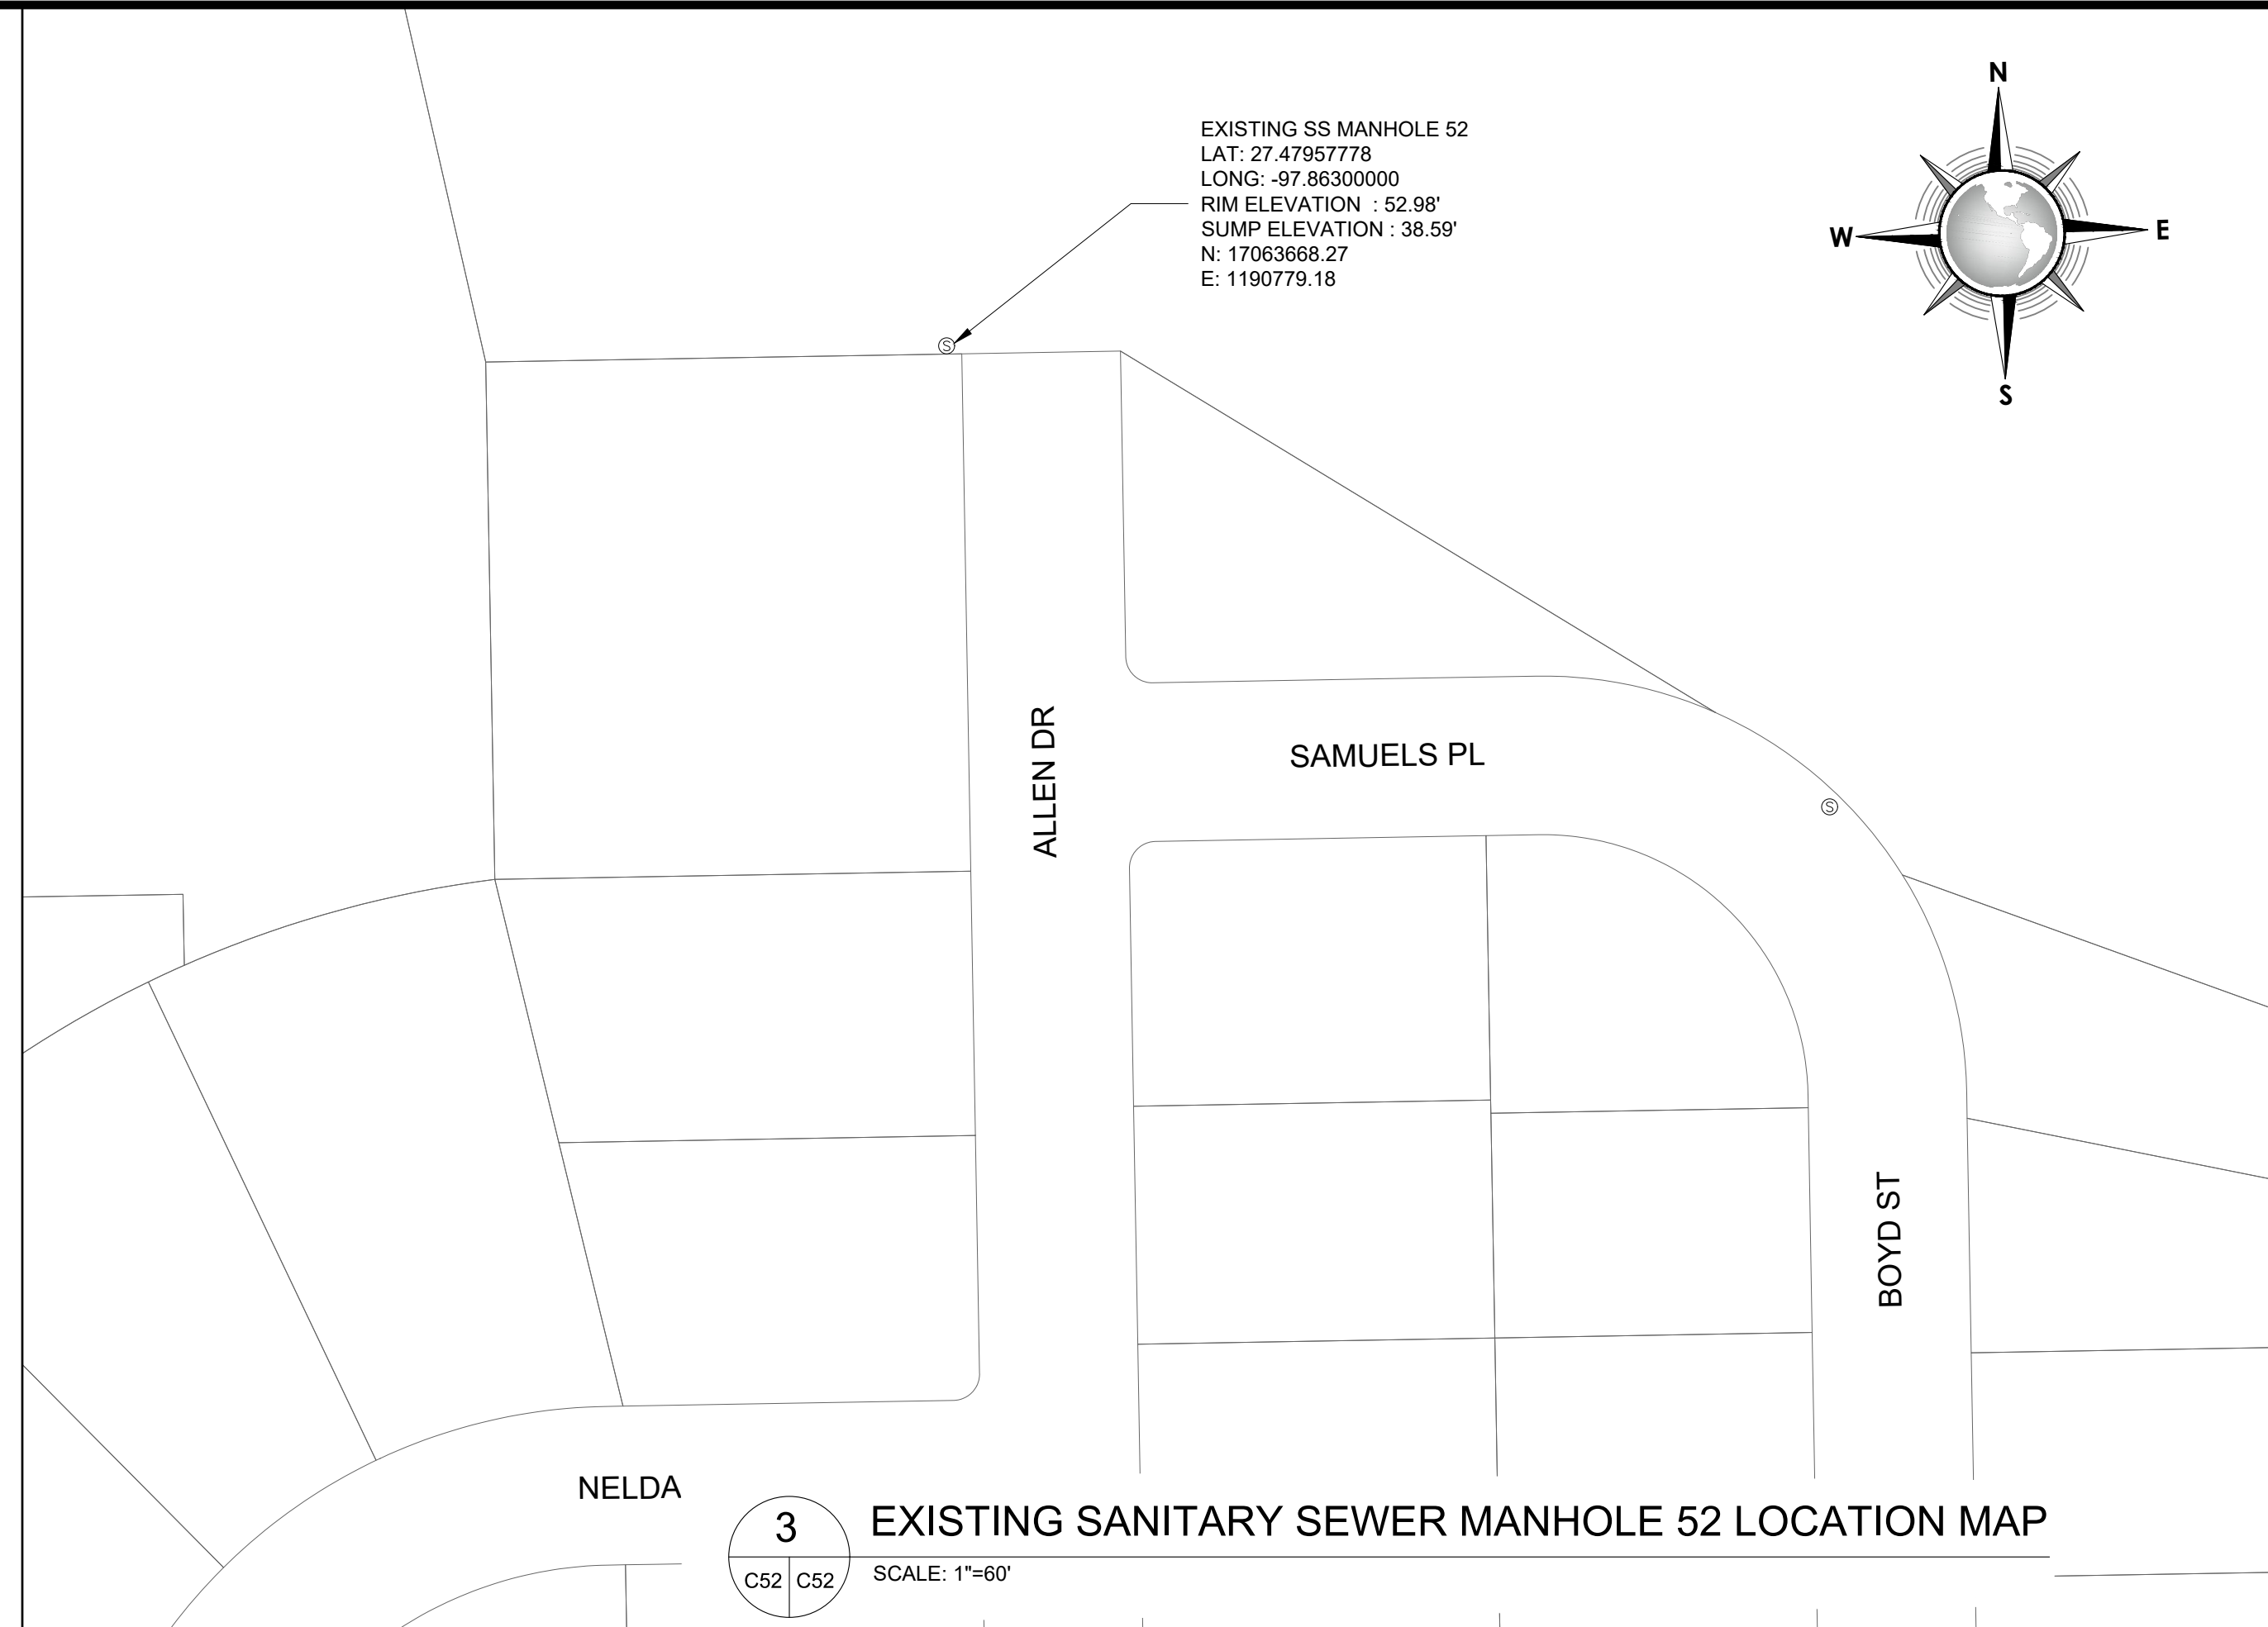 N
W
E
S
EXISTING SS MANHOLE 52
LAT: 27.47957778
LONG: -97.86300000
RIM ELEVATION : 52.98'
SUMP ELEVATION : 38.59'
N: 17063668.27
E: 1190779.18
S
ALLEN DR
SAMUELS PL
S
BOYD ST
NELDA
3
C52 C52
EXISTING SANITARY SEWER MANHOLE 52 LOCATION MAP
SCALE: 1"=60'